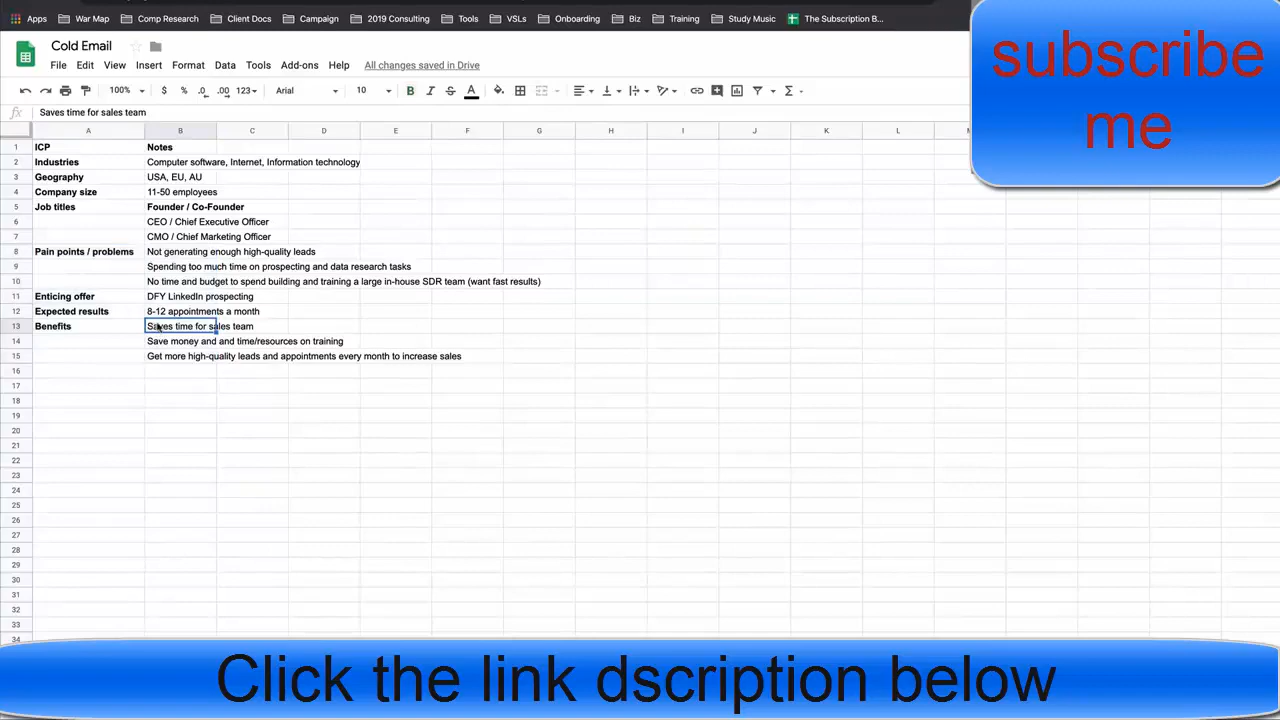 Apps War Map Comp Research Client Docs Campaign 2019 Consulting Tools VSLs Onboarding Biz Training Study Music The Subscription B...
subscribe
me
Cold Email
File Edit View Insert Format Data Tools Add-ons Help All changes saved in Drive
100% $ % .0 .00 123 Arial 10 B I S A
fx Saves time for sales team
A B C D E F G H I J K L
1 ICP Notes
2 Industries Computer software, Internet, Information technology
3 Geography USA, EU, AU
4 Company size 11-50 employees
5 Job titles Founder / Co-Founder
6 CEO / Chief Executive Officer
7 CMO / Chief Marketing Officer
8 Pain points / problems Not generating enough high-quality leads
9 Spending too much time on prospecting and data research tasks
10 No time and budget to spend building and training a large in-house SDR team (want fast results)
11 Enticing offer DFY LinkedIn prospecting
12 Expected results 8-12 appointments a month
13 Benefits Saves time for sales team
14 Save money and and time/resources on training
15 Get more high-quality leads and appointments every month to increase sales
16
17
18
19
20
21
22
23
24
25
26
27
28
29
30
31
32
33
34
Click the link dscription below